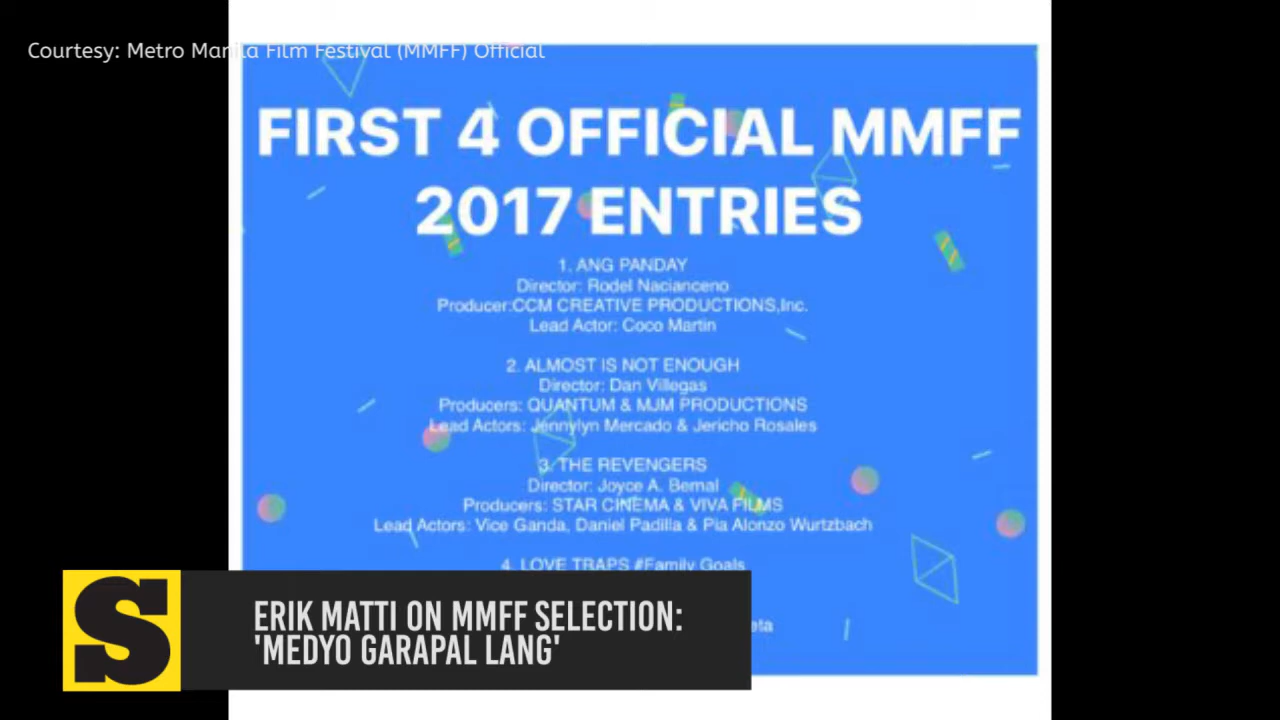 Courtesy: Metro Manila Film Festival (MMFF) Official
FIRST 4 OFFICIAL MMFF
2017 ENTRIES
1. ANG PANDAY
Director: Rodel Nacianceno
Producer:CCM CREATIVE PRODUCTIONS,Inc.
Lead Actor: Coco Martin
2. ALMOST IS NOT ENOUGH
Director: Dan Villegas
Producers: QUANTUM & MJM PRODUCTIONS
Lead Actors: Jennylyn Mercado & Jericho Rosales
3. THE REVENGERS
Director: Joyce A. Bernal
Producers: STAR CINEMA & VIVA FILMS
Lead Actors: Vice Ganda, Daniel Padilla & Pia Alonzo Wurtzbach
4. LOVE TRAPS #Family Goals
S
ERIK MATTI ON MMFF SELECTION:
'MEDYO GARAPAL LANG'